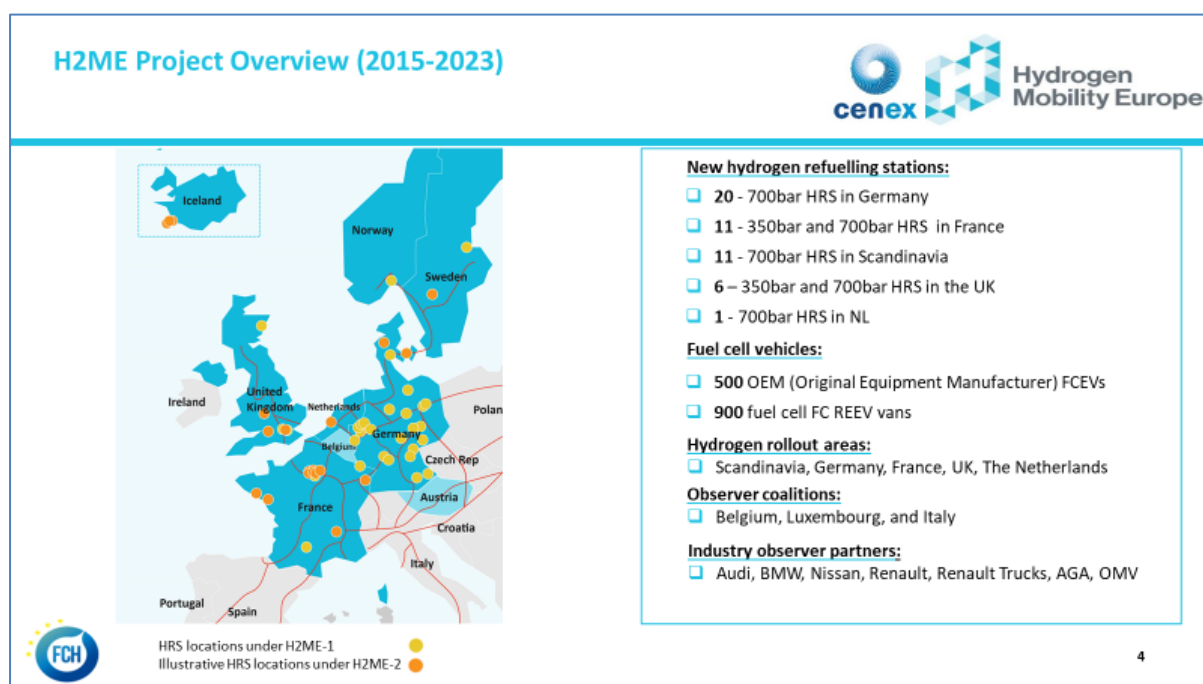 H2ME Project Overview (2015-2023)
cenex
Hydrogen
Mobility Europe
Iceland
Norway
Sweden
United
Kingdom
Ireland
Netherlands
Poland
Belgium
Germany
Czech Rep
Austria
France
Croatia
Italy
Portugal
Spain
New hydrogen refuelling stations:
20 - 700bar HRS in Germany
11 - 350bar and 700bar HRS in France
11 - 700bar HRS in Scandinavia
6 – 350bar and 700bar HRS in the UK
1 - 700bar HRS in NL
Fuel cell vehicles:
500 OEM (Original Equipment Manufacturer) FCEVs
900 fuel cell FC REEV vans
Hydrogen rollout areas:
Scandinavia, Germany, France, UK, The Netherlands
Observer coalitions:
Belgium, Luxembourg, and Italy
Industry observer partners:
Audi, BMW, Nissan, Renault, Renault Trucks, AGA, OMV
FCH
HRS locations under H2ME-1
Illustrative HRS locations under H2ME-2
4